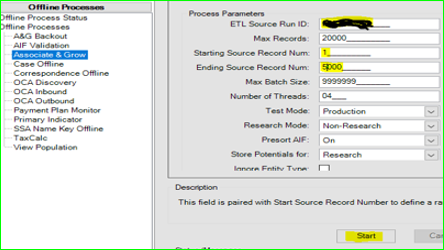 Offline Processes
Offline Process Status
Offline Processes
A&G Backout
AIF Validation
Associate & Grow
Case Offline
Correspondence Offline
OCA Discovery
OCA Inbound
OCA Outbound
Payment Plan Monitor
Primary Indicator
SSA Name Key Offline
TaxCalc
View Population
Process Parameters
ETL Source Run ID:
Max Records: 20000
Starting Source Record Num: 1
Ending Source Record Num: 5000
Max Batch Size: 9999999
Number of Threads: 04
Test Mode: Production
Research Mode: Non-Research
Presort AIF: On
Store Potentials for: Research
Ignore Entity Type:
Description
This field is paired with Start Source Record Number to define a ra
Start
Ca